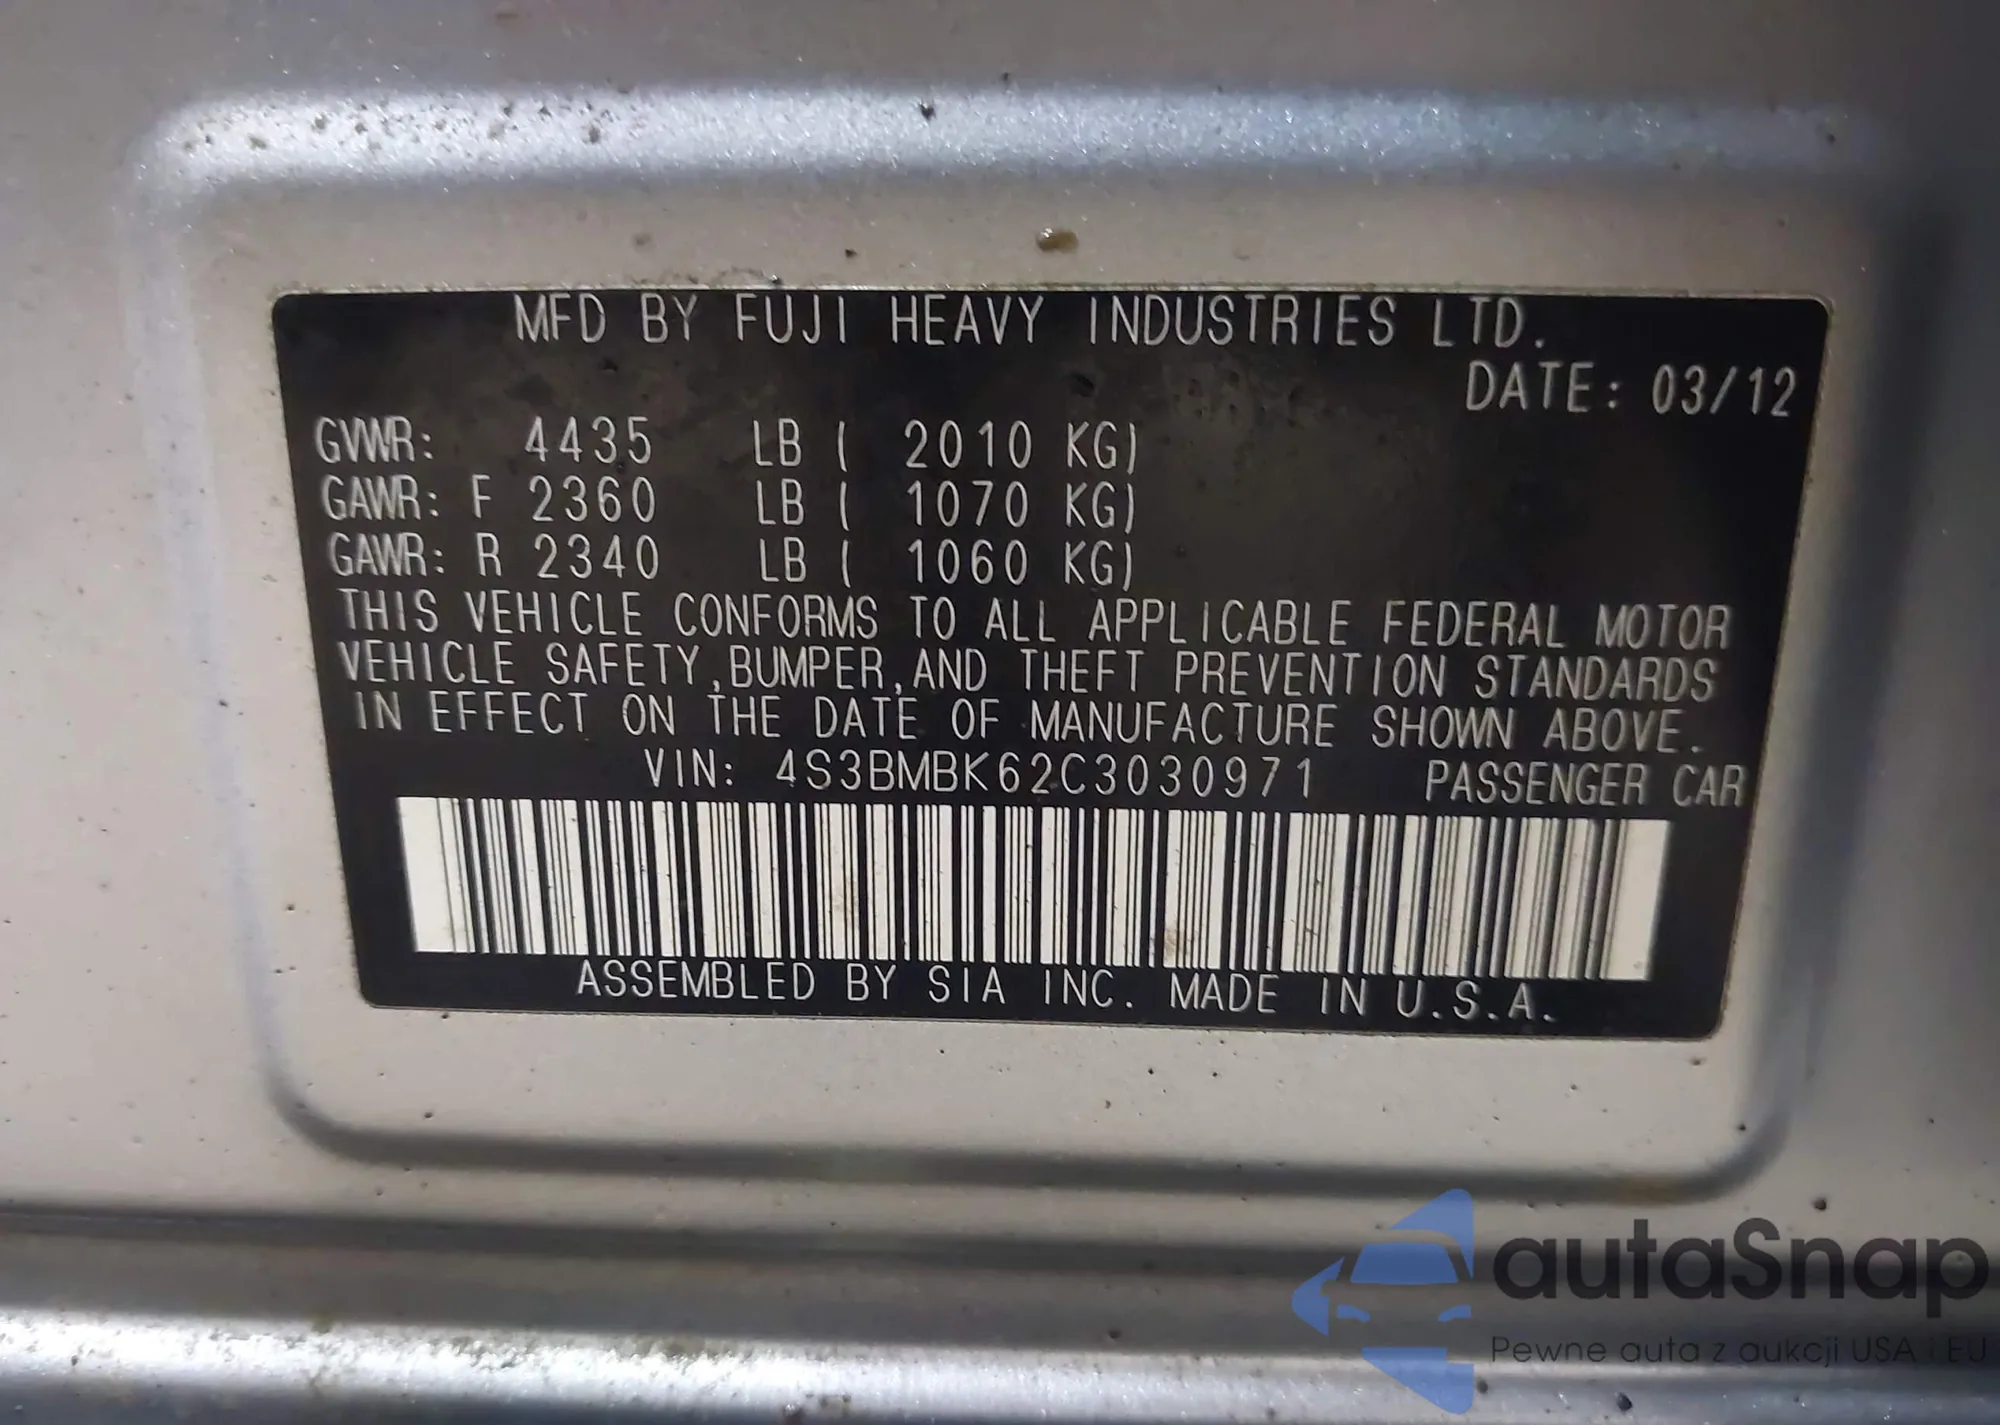 MFD BY FUJI HEAVY INDUSTRIES LTD.
DATE: 03/12
GVWR: 4435 LB ( 2010 KG)
GAWR: F 2360 LB ( 1070 KG)
GAWR: R 2340 LB ( 1060 KG)
THIS VEHICLE CONFORMS TO ALL APPLICABLE FEDERAL MOTOR
VEHICLE SAFETY,BUMPER,AND THEFT PREVENTION STANDARDS
IN EFFECT ON THE DATE OF MANUFACTURE SHOWN ABOVE.
VIN: 4S3BMBK62C3030971 PASSENGER CAR
ASSEMBLED BY SIA INC. MADE IN U.S.A.
autaSnap
Pewne auta z aukcji USA i EU